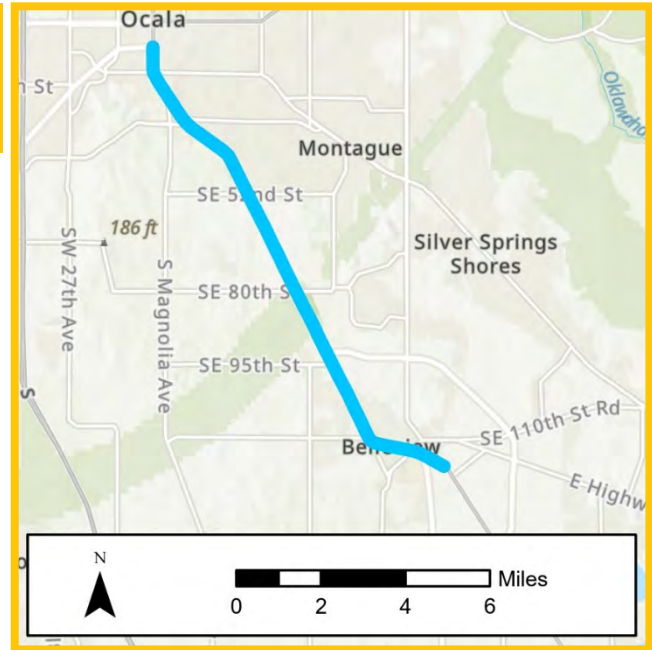 Ocala
St
Oklawaha
Montague
SE 52nd St
186 ft
SW 27th Ave
Silver Springs
Shores
S Magnolia Ave
SE 80th S
SE 95th St
S
SE 110th St Rd
E Highw
N
Miles
0 2 4 6